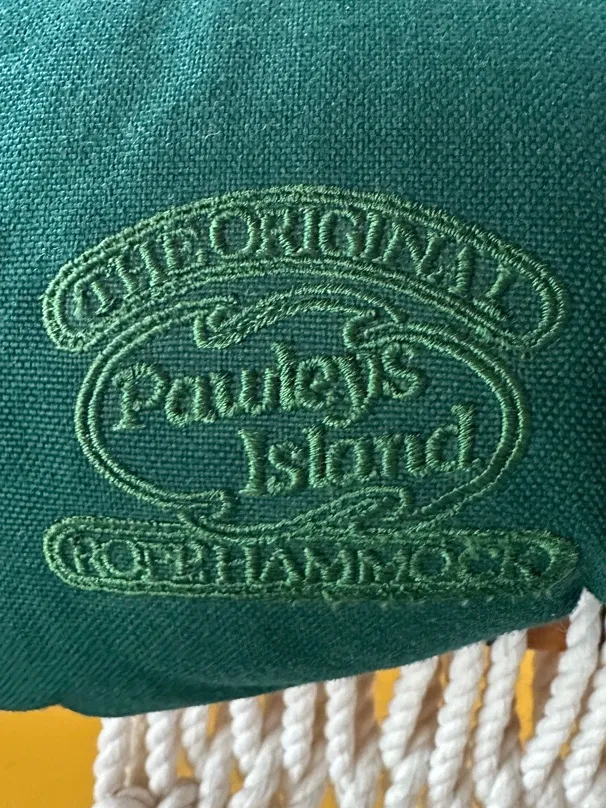 THE ORIGINAL
Pawleys
Island
ROPE HAMMOCK